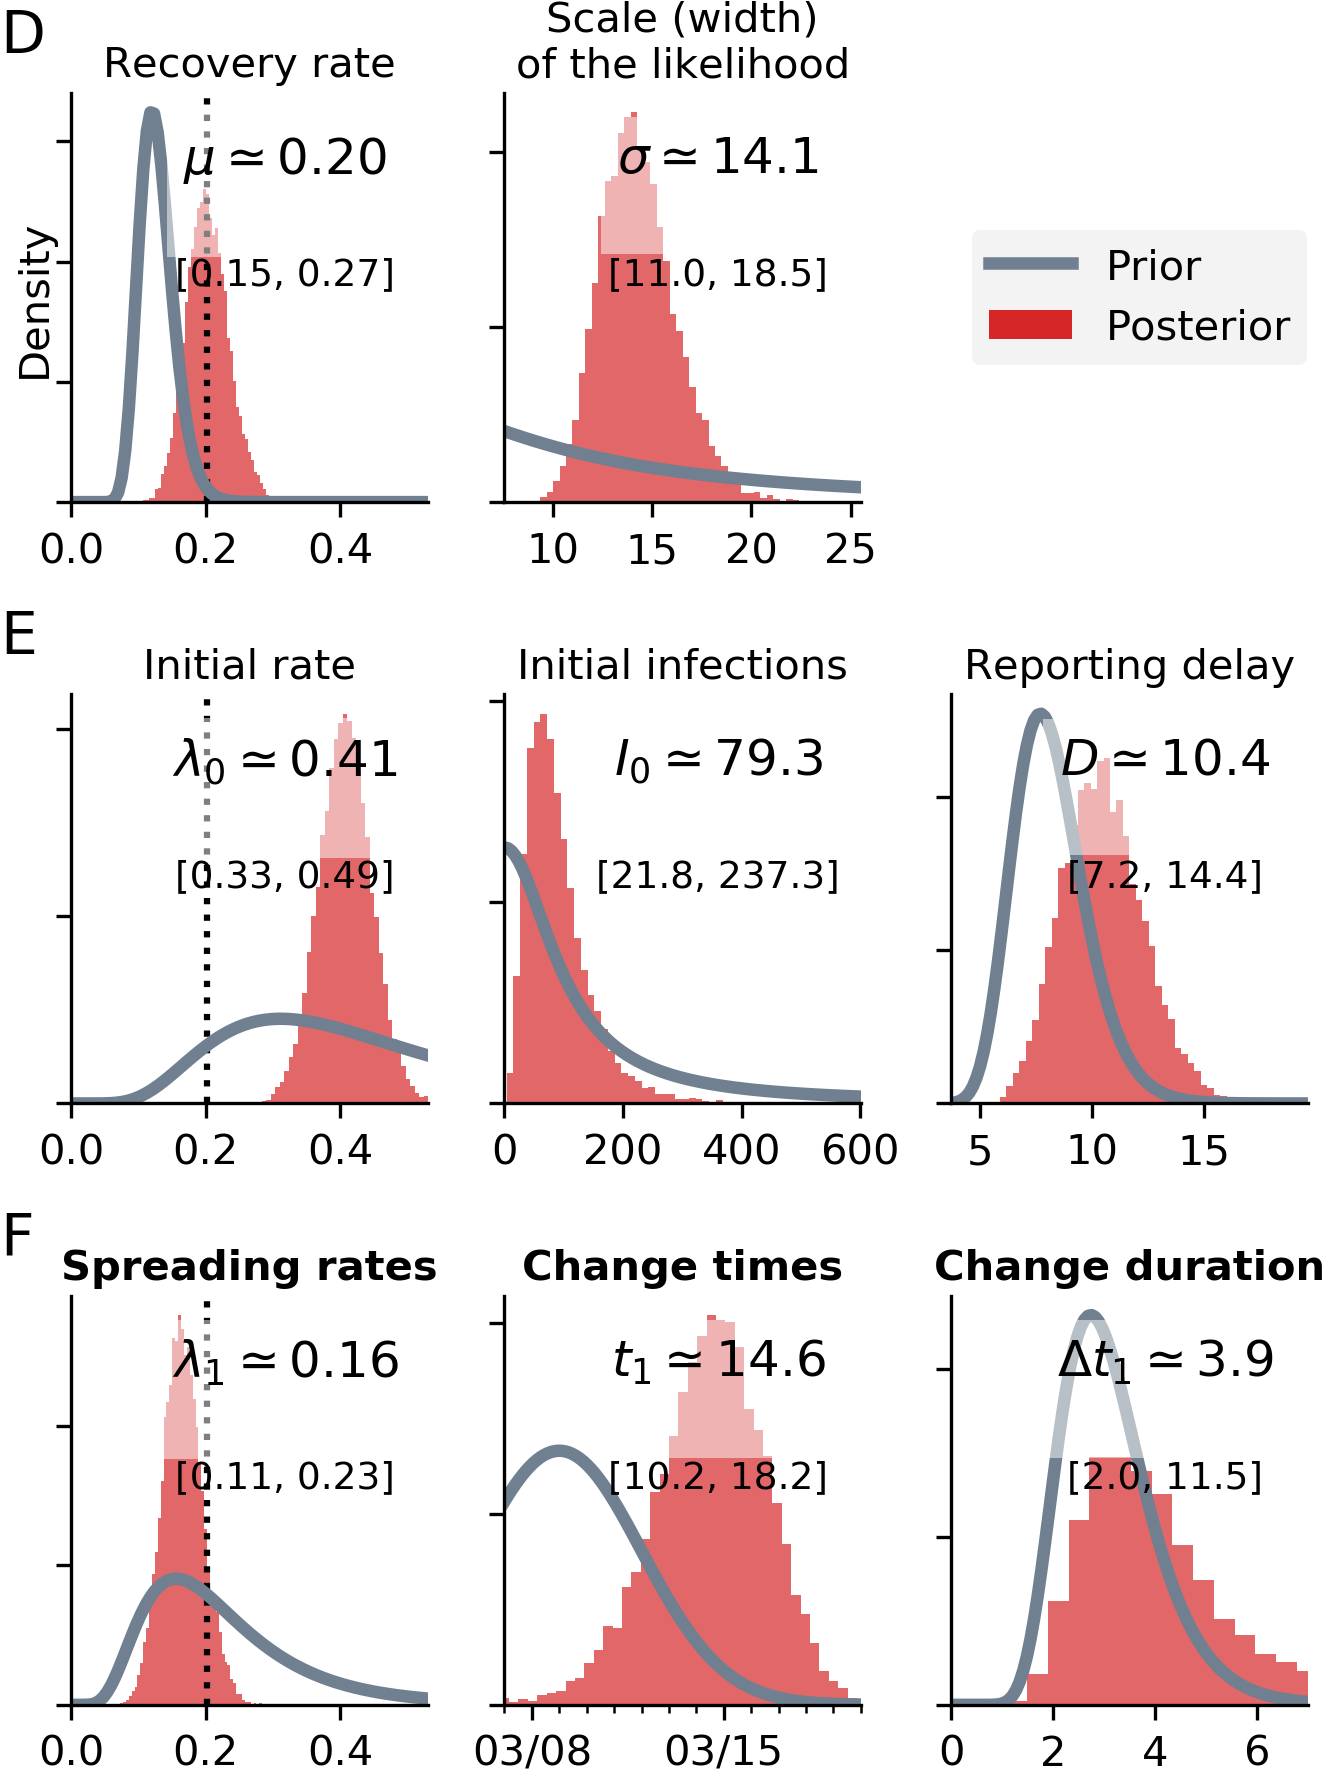 D
Recovery rate
Scale (width)
of the likelihood
Density
μ ≃ 0.20
[0.15, 0.27]
0.0 0.2 0.4
σ ≃ 14.1
[11.0, 18.5]
10 15 20 25
Prior
Posterior
E
Initial rate
λ₀ ≃ 0.41
[0.33, 0.49]
0.0 0.2 0.4
Initial infections
I₀ ≃ 79.3
[21.8, 237.3]
0 200 400 600
Reporting delay
D ≃ 10.4
[7.2, 14.4]
5 10 15
F
Spreading rates
λ₁ ≃ 0.16
[0.11, 0.23]
0.0 0.2 0.4
Change times
t₁ ≃ 14.6
[10.2, 18.2]
03/08 03/15
Change duration
Δt₁ ≃ 3.9
[2.0, 11.5]
0 2 4 6